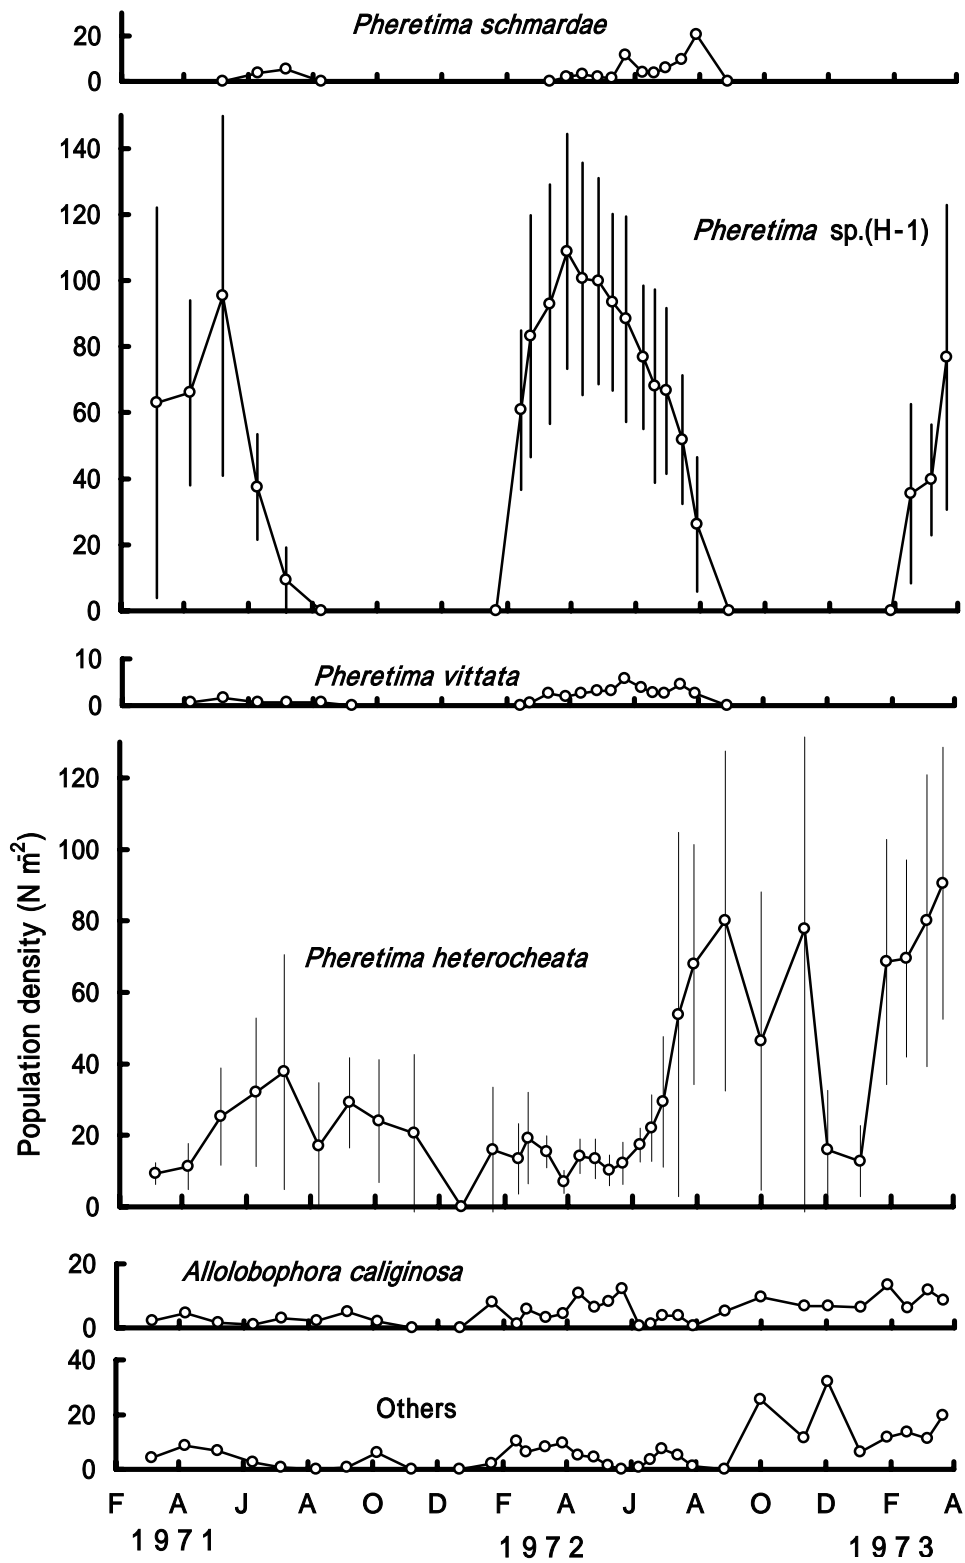 Pheretima schmardae
20
0
140
120
100
80
60
40
20
0
Pheretima sp.(H-1)
10
0
Pheretima vittata
120
100
80
60
40
20
0
Pheretima heterocheata
Population density (N m̈²)
20
0
Allolobophora caliginosa
40
20
0
Others
F A J A O D F A J A O D F A
1971 1972 1973